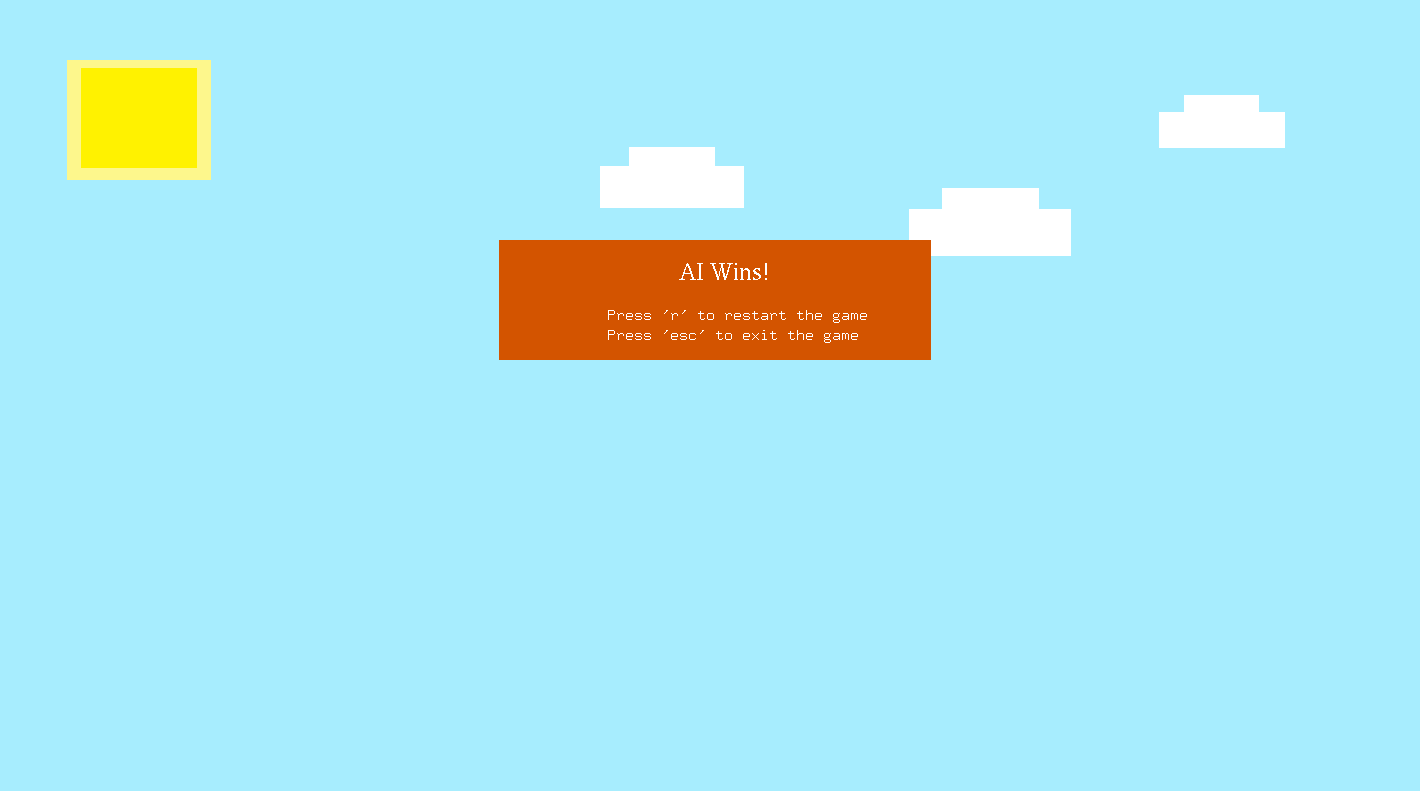 AI Wins!
Press 'r' to restart the game
Press 'esc' to exit the game